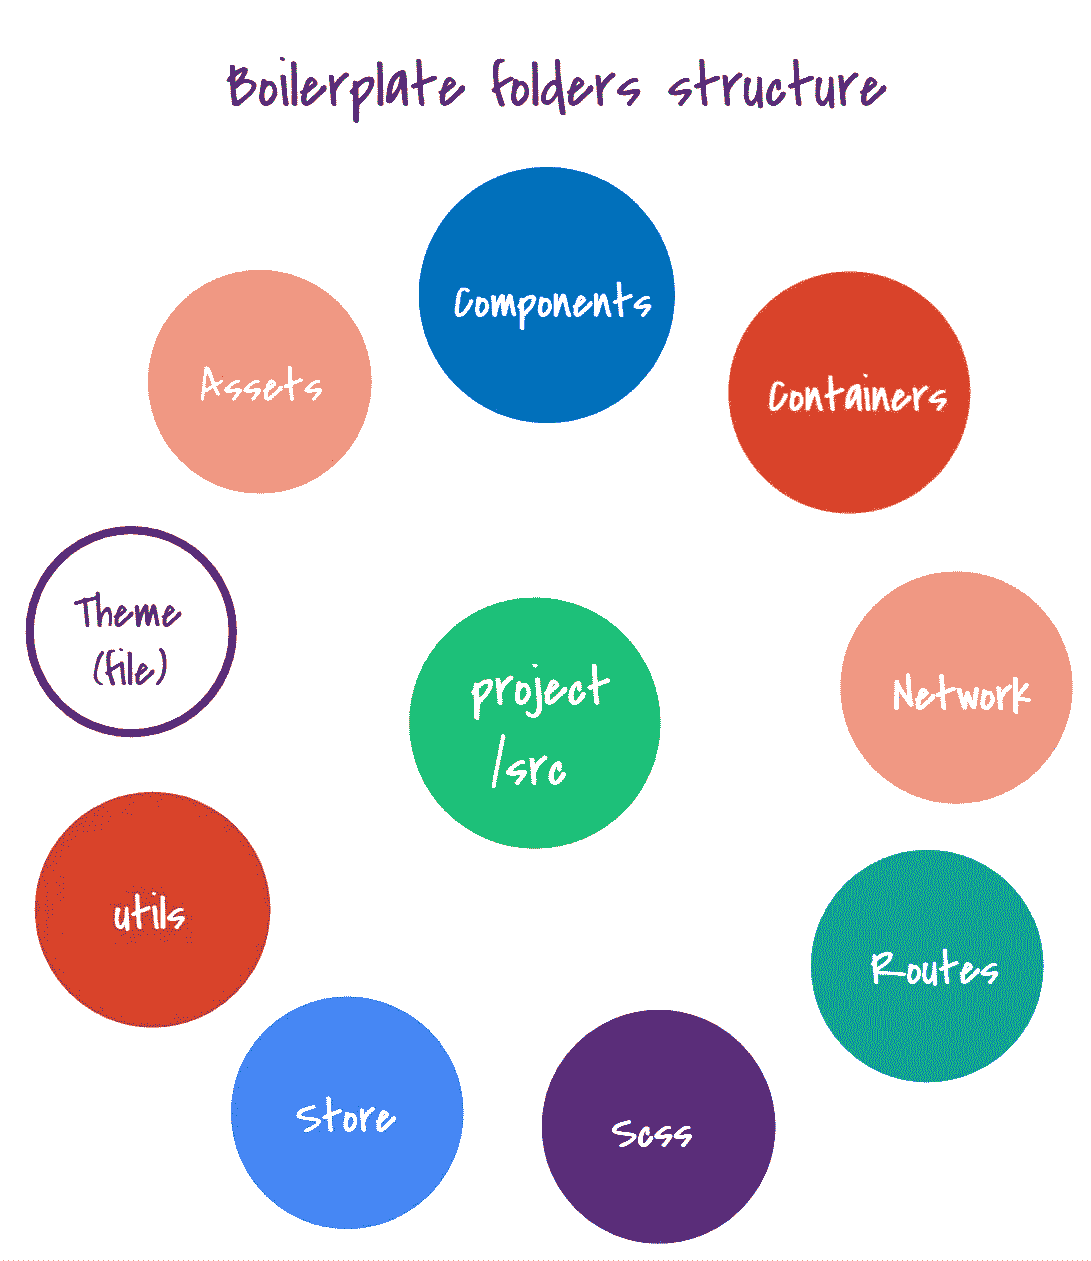 Boilerplate folders structure
Components
Assets
Containers
Theme
(file)
project
/src
Network
utils
Routes
Store
Scss